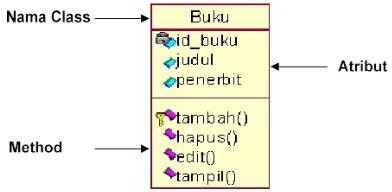 Nama Class
Buku
id_buku
judul
penerbit
Atribut
tambah()
hapus()
edit()
tampil()
Method